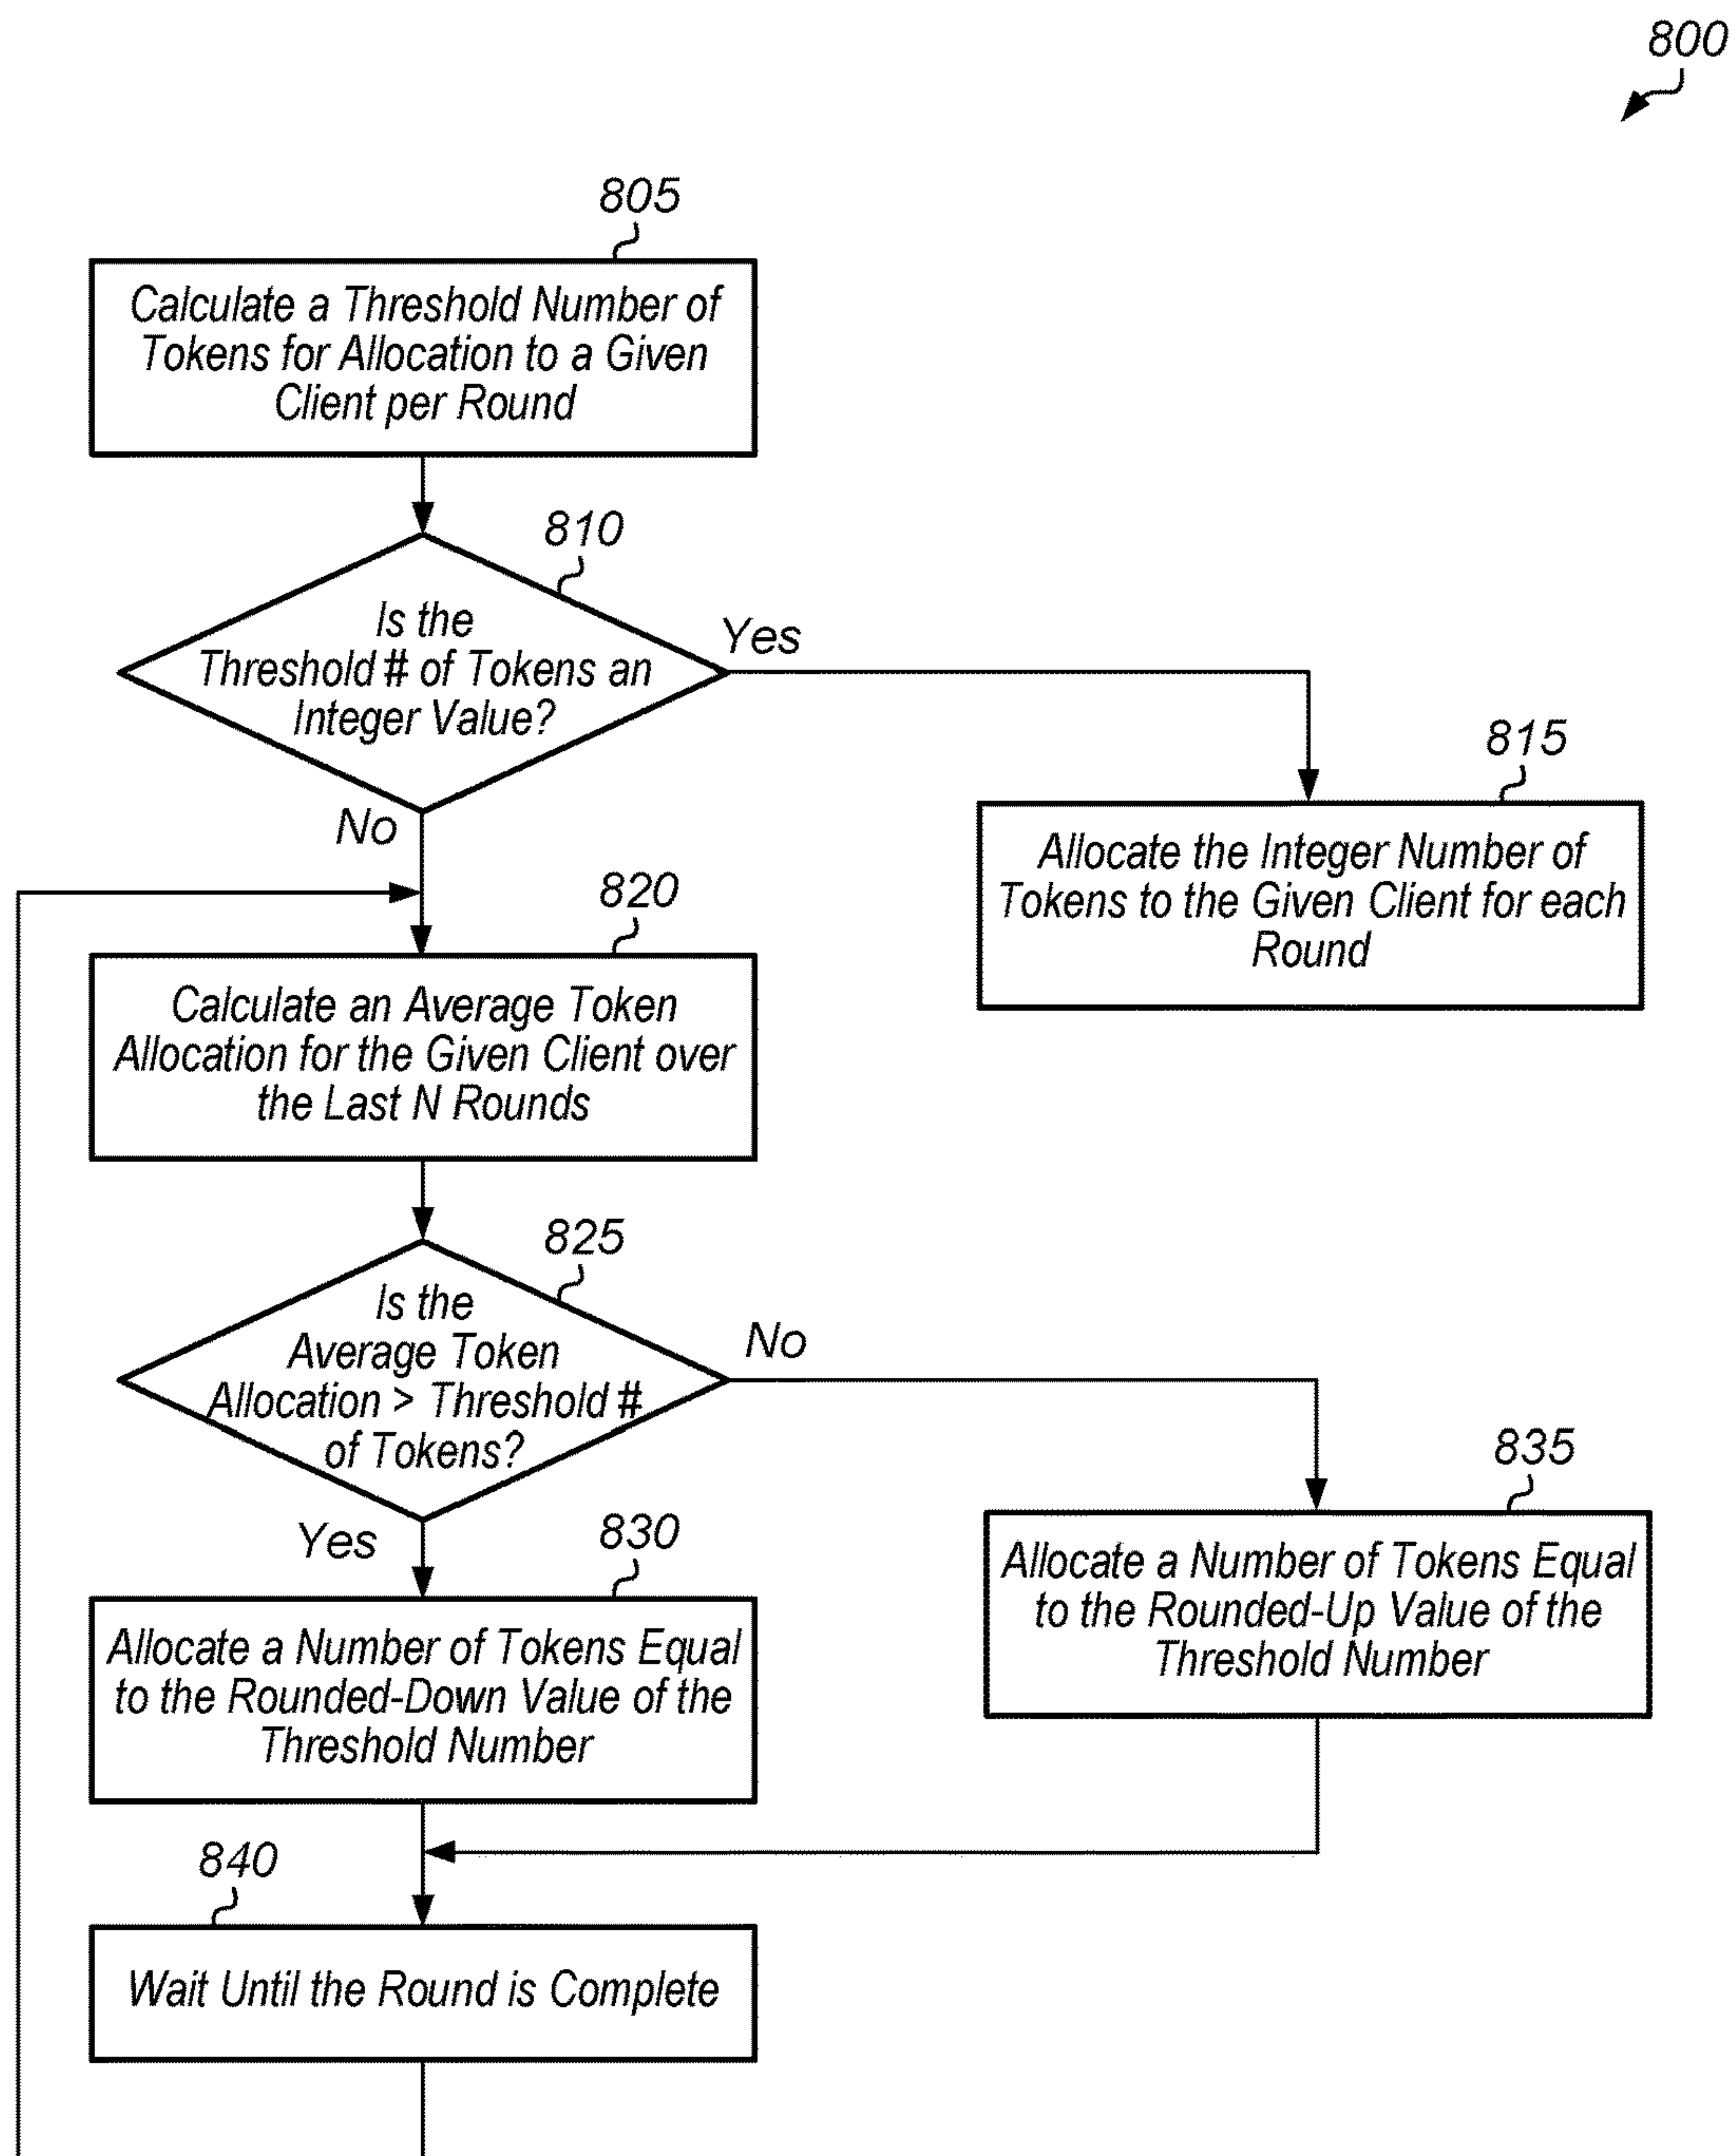 800
805
Calculate a Threshold Number of
Tokens for Allocation to a Given
Client per Round
810
Is the
Threshold # of Tokens an
Integer Value?
Yes
No
815
Allocate the Integer Number of
Tokens to the Given Client for each
Round
820
Calculate an Average Token
Allocation for the Given Client over
the Last N Rounds
825
Is the
Average Token
Allocation > Threshold #
of Tokens?
No
Yes
830
Allocate a Number of Tokens Equal
to the Rounded-Down Value of the
Threshold Number
835
Allocate a Number of Tokens Equal
to the Rounded-Up Value of the
Threshold Number
840
Wait Until the Round is Complete